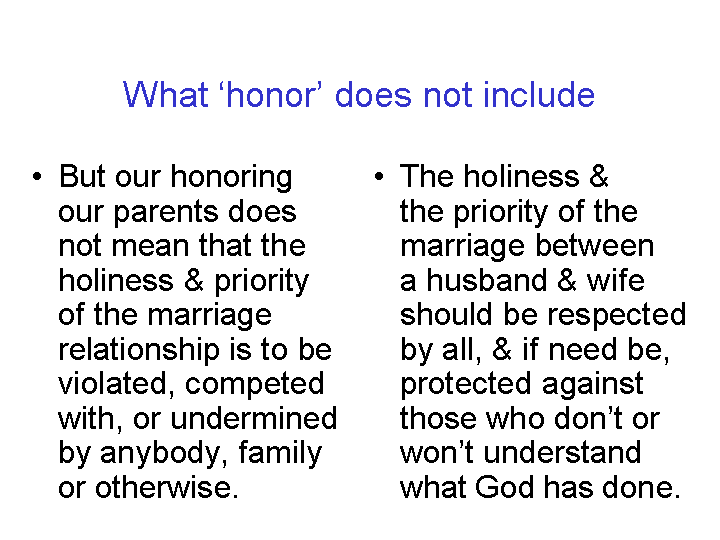 What ‘honor’ does not include
• But our honoring
our parents does
not mean that the
holiness & priority
of the marriage
relationship is to be
violated, competed
with, or undermined
by anybody, family
or otherwise.
• The holiness &
the priority of the
marriage between
a husband & wife
should be respected
by all, & if need be,
protected against
those who don’t or
won’t understand
what God has done.